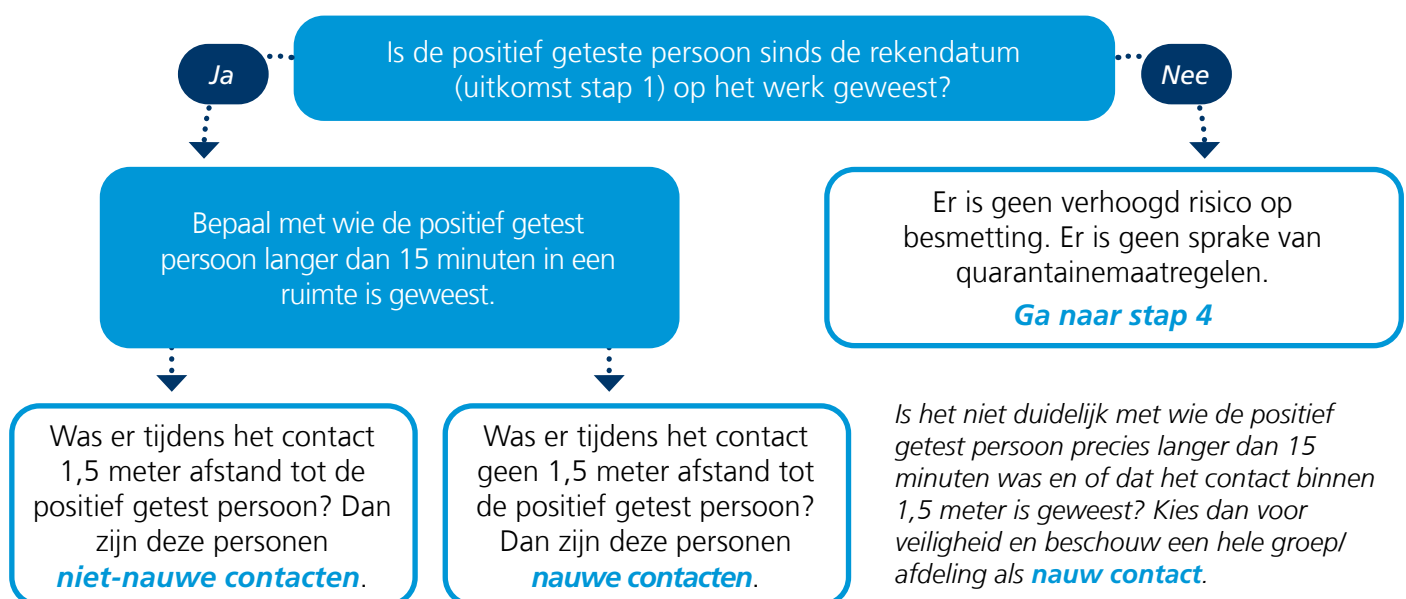 Is de positief geteste persoon sinds de rekendatum
(uitkomst stap 1) op het werk geweest?
Ja
Nee
Bepaal met wie de positief getest
persoon langer dan 15 minuten in een
ruimte is geweest.
Er is geen verhoogd risico op
besmetting. Er is geen sprake van
quarantainemaatregelen.
Ga naar stap 4
Was er tijdens het contact
1,5 meter afstand tot de
positief getest persoon? Dan
zijn deze personen
niet-nauwe contacten.
Was er tijdens het contact
geen 1,5 meter afstand tot
de positief getest persoon?
Dan zijn deze personen
nauwe contacten.
Is het niet duidelijk met wie de positief
getest persoon precies langer dan 15
minuten was en of dat het contact binnen
1,5 meter is geweest? Kies dan voor
veiligheid en beschouw een hele groep/
afdeling als nauw contact.